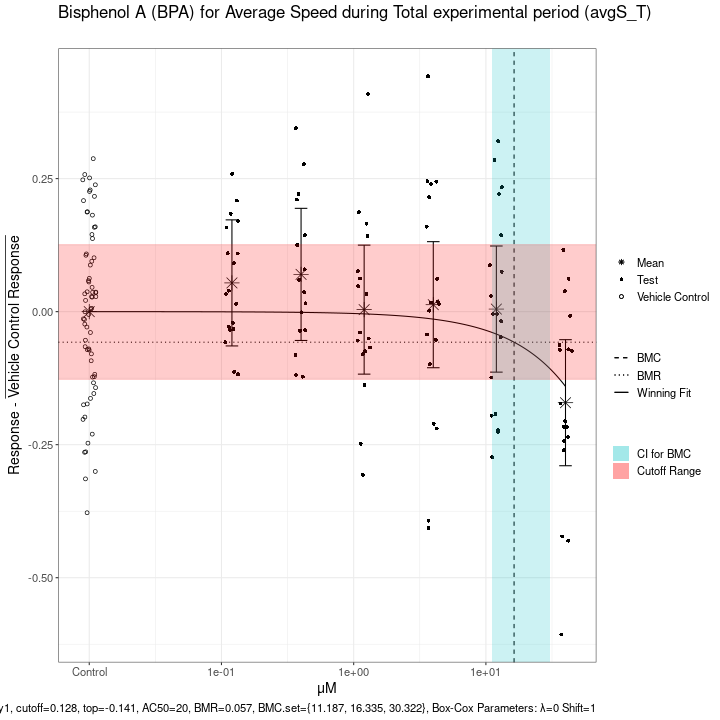 Bisphenol A (BPA) for Average Speed during Total experimental period (avgS_T)
Response - Vehicle Control Response
0.25
0.00
-0.25
-0.50
Control
1e-01
1e+00
1e+01
μM
Mean
Test
Vehicle Control
BMC
BMR
Winning Fit
CI for BMC
Cutoff Range
y1, cutoff=0.128, top=-0.141, AC50=20, BMR=0.057, BMC.set={11.187, 16.335, 30.322}, Box-Cox Parameters: λ=0 Shift=1